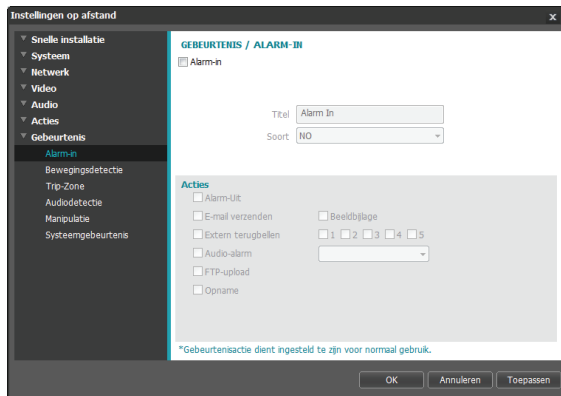 Instellingen op afstand
x
Snelle installatie
Systeem
Netwerk
Video
Audio
Acties
Gebeurtenis
Alarm-in
Bewegingsdetectie
Trip-Zone
Audiodetectie
Manipulatie
Systeemgebeurtenis
GEBEURTENIS / ALARM-IN
Alarm-in
Titel Alarm In
Soort NO
Acties
Alarm-Uit
E-mail verzenden Beeldbijlage
Extern terugbellen 1 2 3 4 5
Audio-alarm
FTP-upload
Opname
*Gebeurtenisactie dient ingesteld te zijn voor normaal gebruik.
OK Annuleren Toepassen